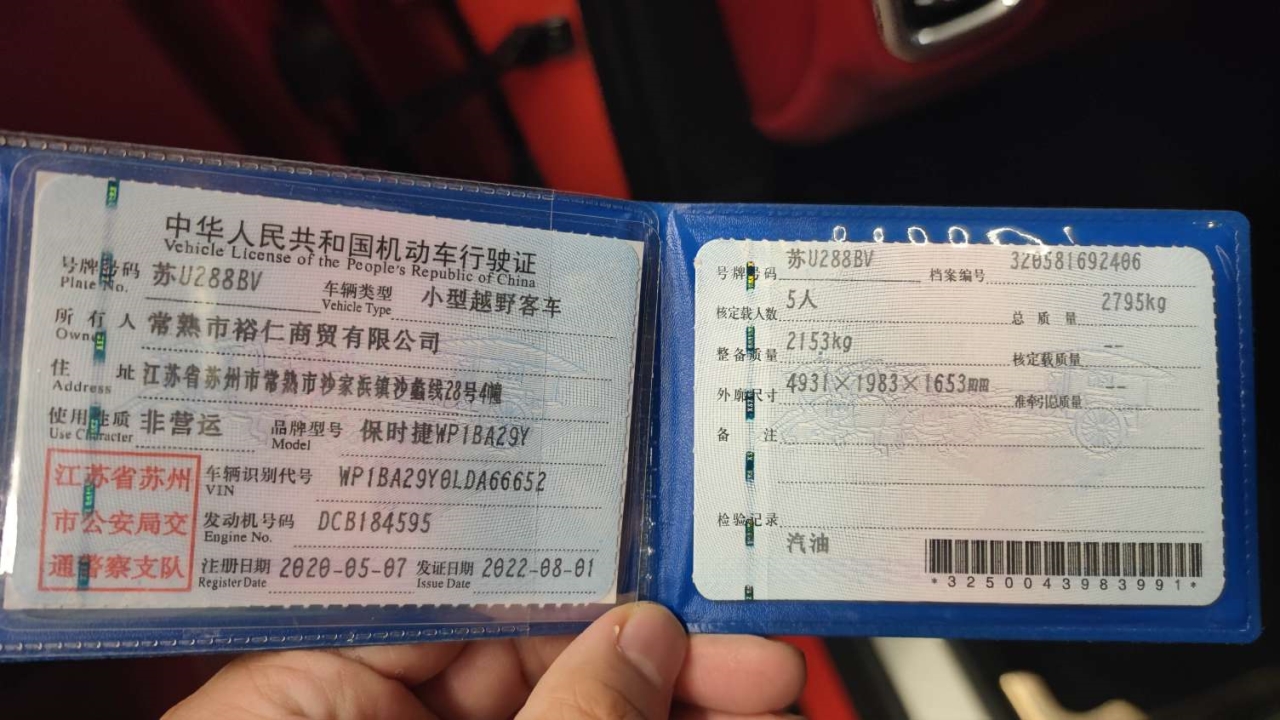 中华人民共和国机动车行驶证
Vehicle License of the People's Republic of China
号牌号码 苏U288BV 车辆类型 小型越野客车
Plate No. Vehicle Type
所有人 常熟市裕仁商贸有限公司
Owner
住址 江苏省苏州市常熟市沙家浜镇沙蠡线28号4幢
Address
使用性质 非营运 品牌型号 保时捷WP1BA29Y
Use Character Model
江苏省苏州
市公安局交
通警察支队
车辆识别代号 WP1BA29Y0LDA66652
VIN
发动机号码 DCB184595
Engine No.
注册日期 2020-05-07 发证日期 2022-08-01
Register Date Issue Date
号牌号码 苏U288BV 档案编号 320581692406
核定载人数 5人 总质量 2795kg
整备质量 2153kg 核定载质量 --
外廓尺寸 4931×1983×1653mm 准牵引总质量 --
备注
检验记录
汽油
*3250043983991*